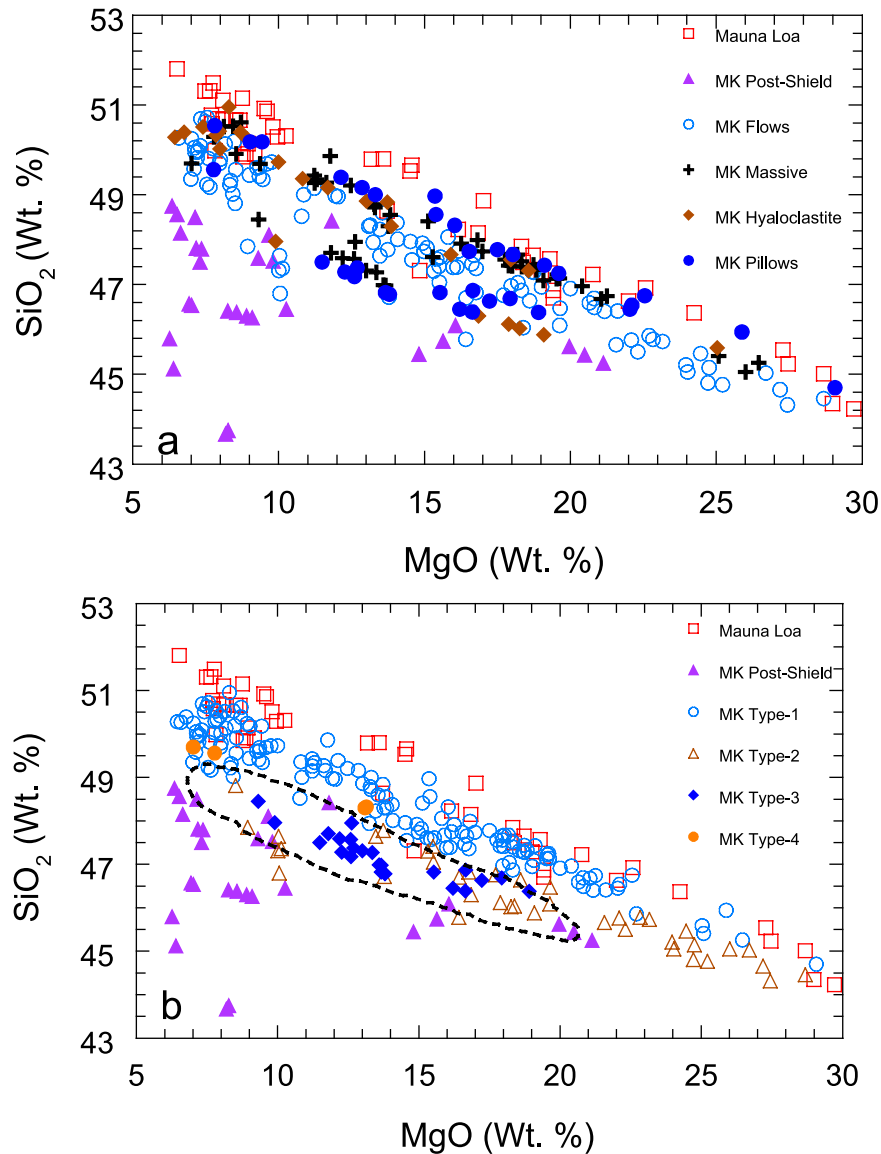 53
51
49
47
45
43
SiO2 (Wt. %)
Mauna Loa
MK Post-Shield
MK Flows
MK Massive
MK Hyaloclastite
MK Pillows
a
5 10 15 20 25 30
MgO (Wt. %)
53
51
49
47
45
43
SiO2 (Wt. %)
Mauna Loa
MK Post-Shield
MK Type-1
MK Type-2
MK Type-3
MK Type-4
b
5 10 15 20 25 30
MgO (Wt. %)